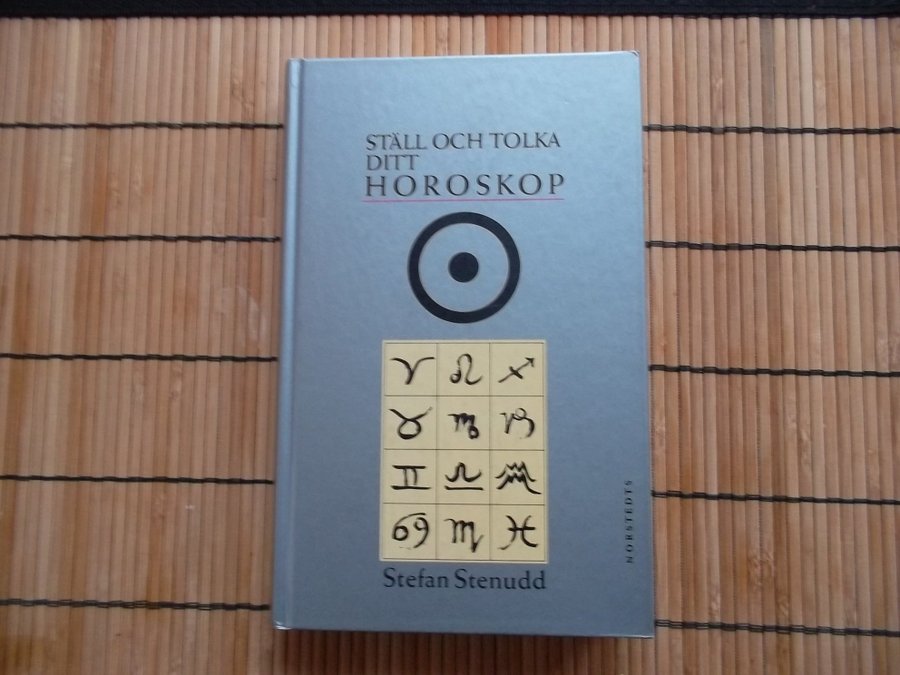 STÄLL OCH TOLKA
DITT
HOROSKOP
♈ ♌ ♐
♉ ♍ ♑
♊ ♎ ♒
♋ ♏ ♓
Stefan Stenudd
NORSTEDTS